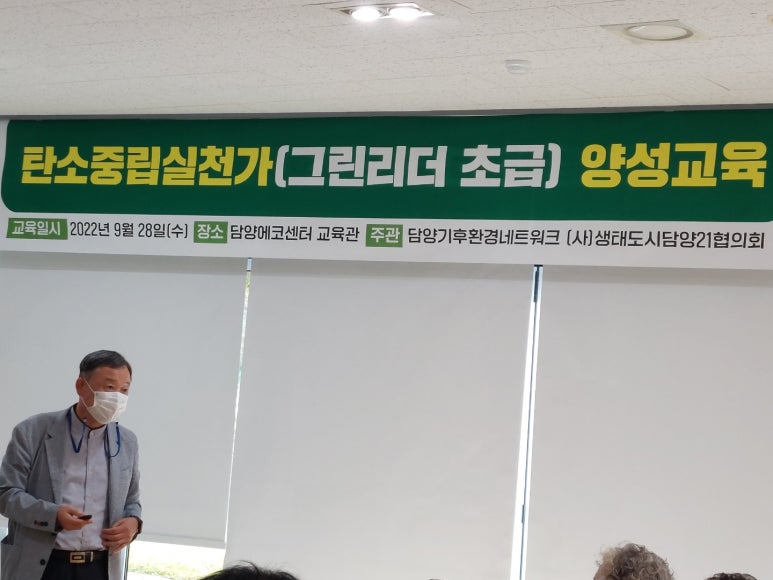 탄소중립실천가(그린리더 초급) 양성교육
교육일시 2022년 9월 28일(수) 장소 담양에코센터 교육관 주관 담양기후환경네트워크 (사)생태도시담양21협의회